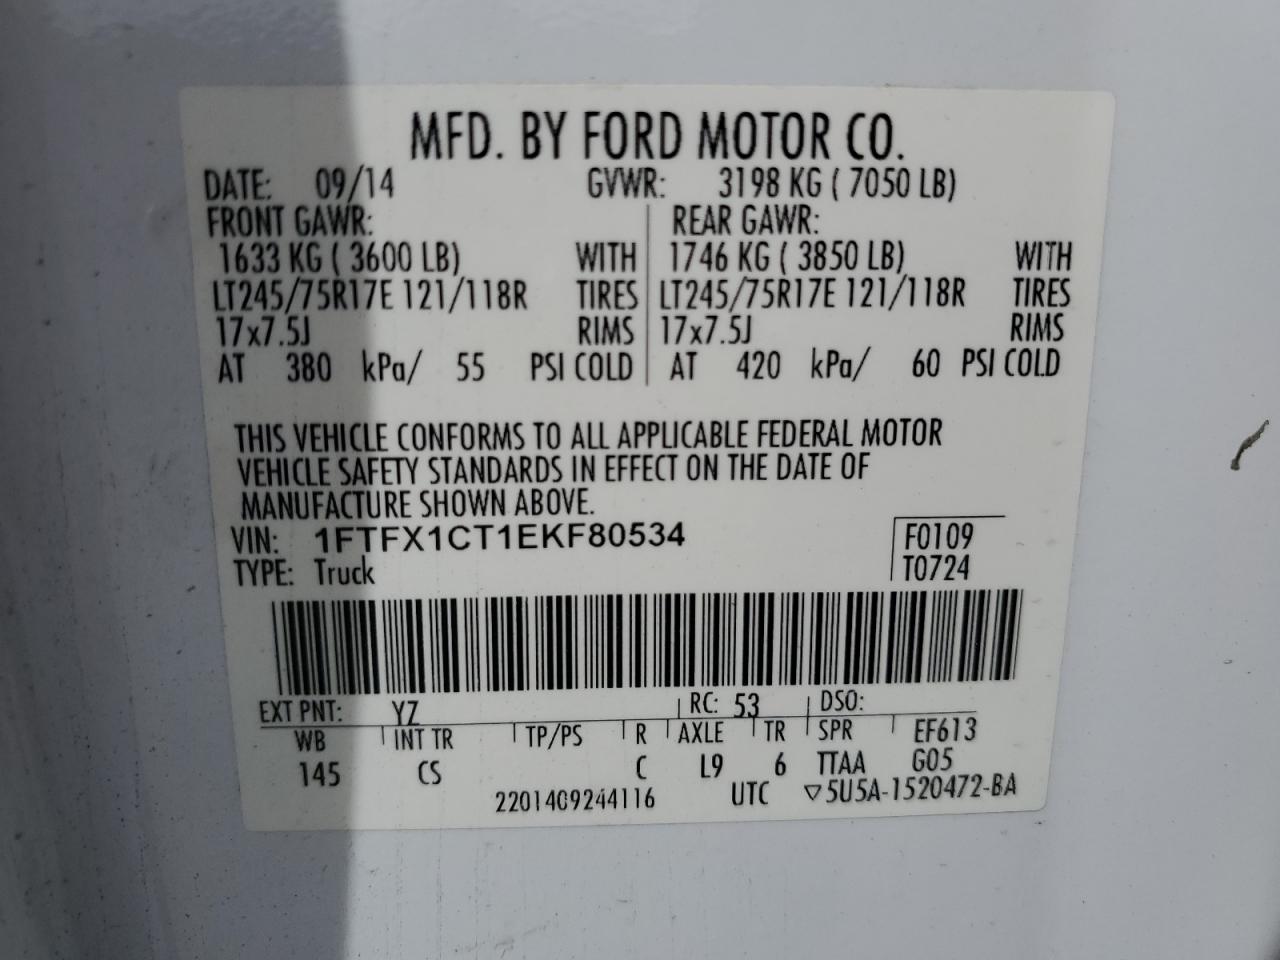 MFD. BY FORD MOTOR CO.
DATE: 09/14 GVWR: 3198 KG ( 7050 LB)
FRONT GAWR: REAR GAWR:
1633 KG ( 3600 LB) WITH 1746 KG ( 3850 LB) WITH
LT245/75R17E 121/118R TIRES LT245/75R17E 121/118R TIRES
17x7.5J RIMS 17x7.5J RIMS
AT 380 kPa/ 55 PSI COLD AT 420 kPa/ 60 PSI COLD
THIS VEHICLE CONFORMS TO ALL APPLICABLE FEDERAL MOTOR
VEHICLE SAFETY STANDARDS IN EFFECT ON THE DATE OF
MANUFACTURE SHOWN ABOVE.
VIN: 1FTFX1CT1EKF80534 F0109
TYPE: Truck T0724
EXT PNT: YZ RC: 53 DSO:
WB INT TR TP/PS R AXLE TR SPR EF613
145 CS C L9 6 TTAA G05
2201409244116 UTC ▽5U5A-1520472-BA